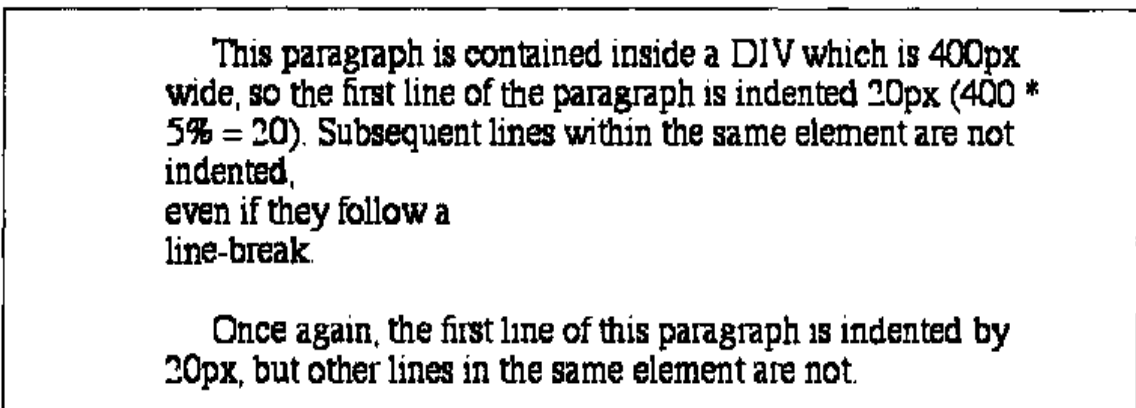 This paragraph is contained inside a DIV which is 400px
wide, so the first line of the paragraph is indented 20px (400 *
5% = 20). Subsequent lines within the same element are not
indented,
even if they follow a
line-break.
Once again, the first line of this paragraph is indented by
20px, but other lines in the same element are not.